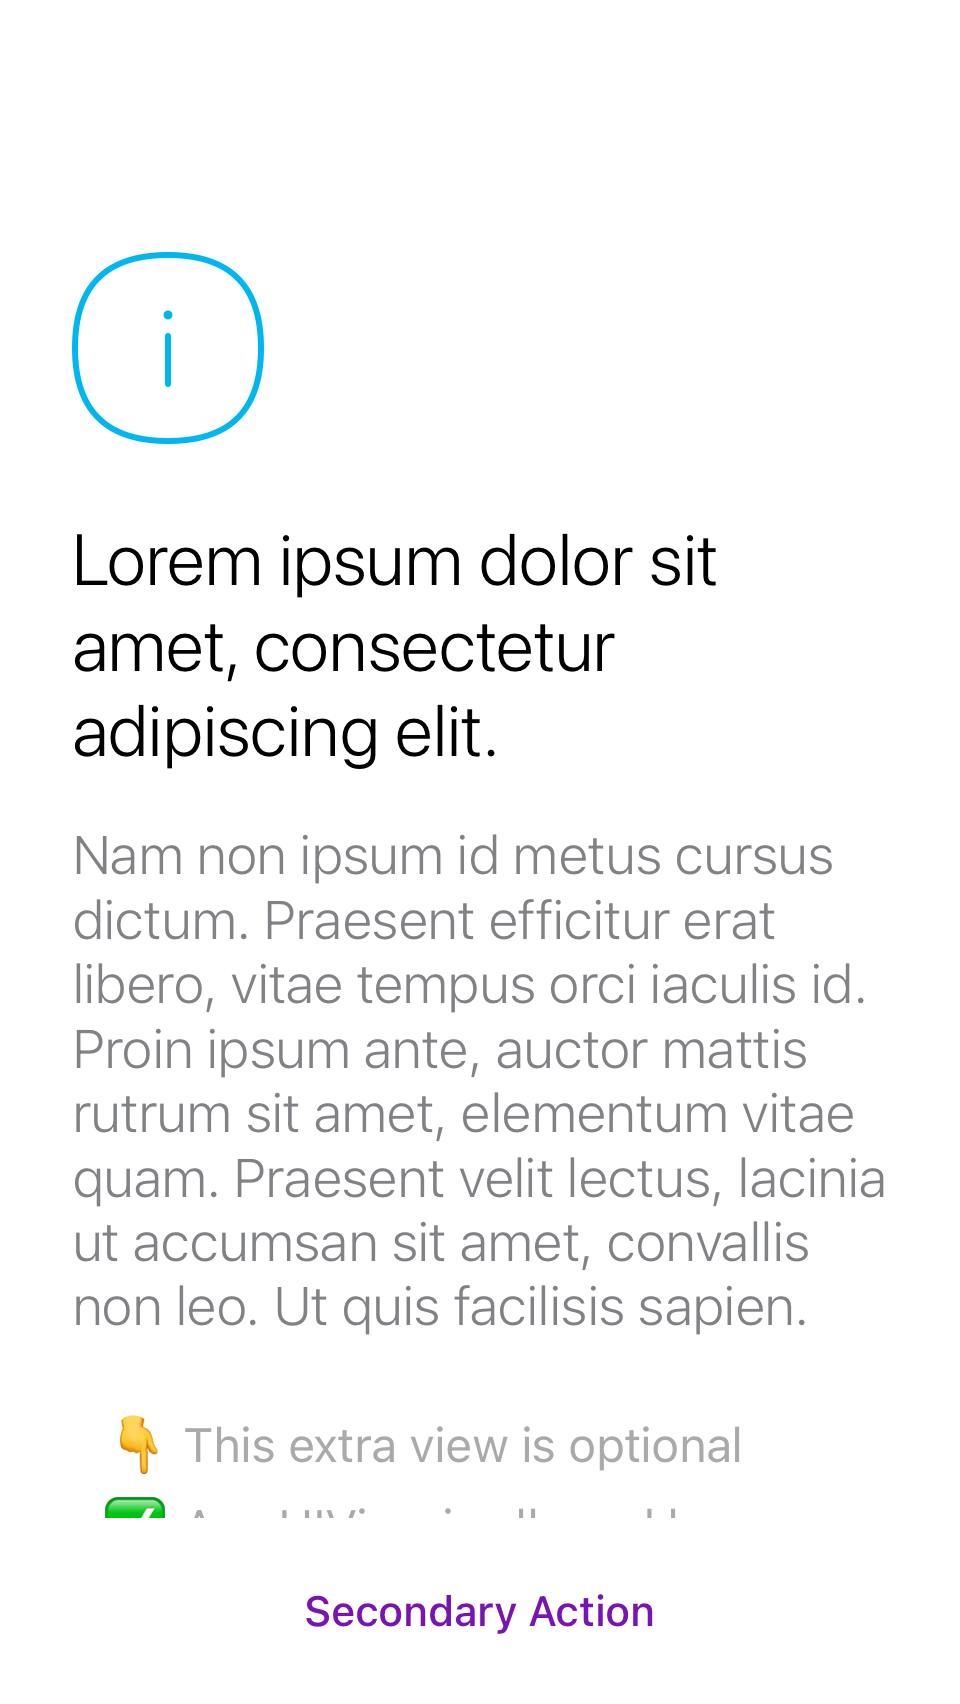 Lorem ipsum dolor sit
amet, consectetur
adipiscing elit.
Nam non ipsum id metus cursus
dictum. Praesent efficitur erat
libero, vitae tempus orci iaculis id.
Proin ipsum ante, auctor mattis
rutrum sit amet, elementum vitae
quam. Praesent velit lectus, lacinia
ut accumsan sit amet, convallis
non leo. Ut quis facilisis sapien.
👇 This extra view is optional
Secondary Action